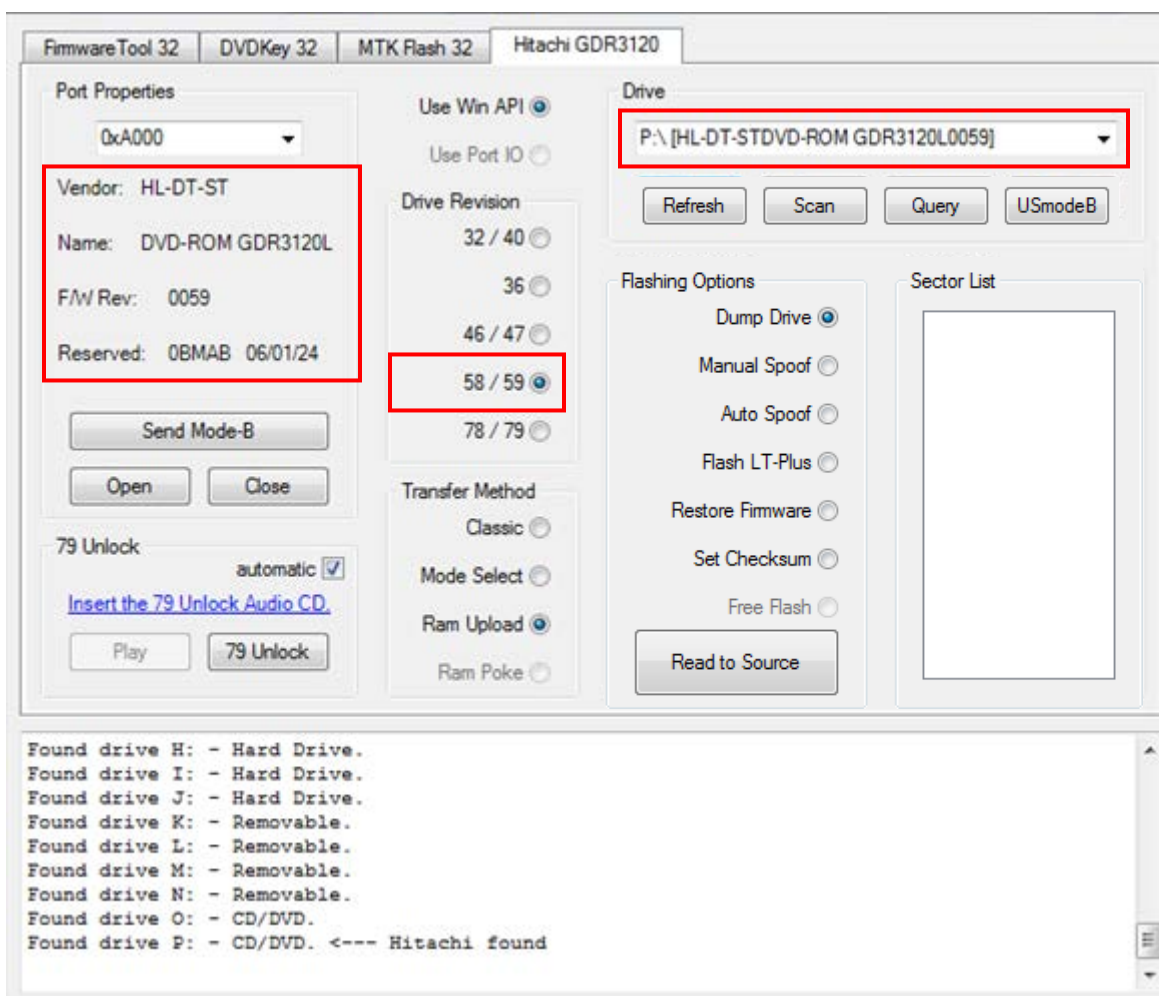 FirmwareTool 32
DVDKey 32
MTK Flash 32
Hitachi GDR3120
Port Properties
0xA000
Vendor: HL-DT-ST
Name: DVD-ROM GDR3120L
F/W Rev: 0059
Reserved: 0BMAB 06/01/24
Send Mode-B
Open
Close
79 Unlock
automatic
Insert the 79 Unlock Audio CD.
Play
79 Unlock
Use Win API
Use Port IO
Drive Revision
32 / 40
36
46 / 47
58 / 59
78 / 79
Transfer Method
Classic
Mode Select
Ram Upload
Ram Poke
Drive
P:\ [HL-DT-STDVD-ROM GDR3120L0059]
Refresh
Scan
Query
USmodeB
Flashing Options
Dump Drive
Manual Spoof
Auto Spoof
Flash LT-Plus
Restore Firmware
Set Checksum
Free Flash
Read to Source
Sector List
Found drive H: - Hard Drive.
Found drive I: - Hard Drive.
Found drive J: - Hard Drive.
Found drive K: - Removable.
Found drive L: - Removable.
Found drive M: - Removable.
Found drive N: - Removable.
Found drive O: - CD/DVD.
Found drive P: - CD/DVD. <--- Hitachi found